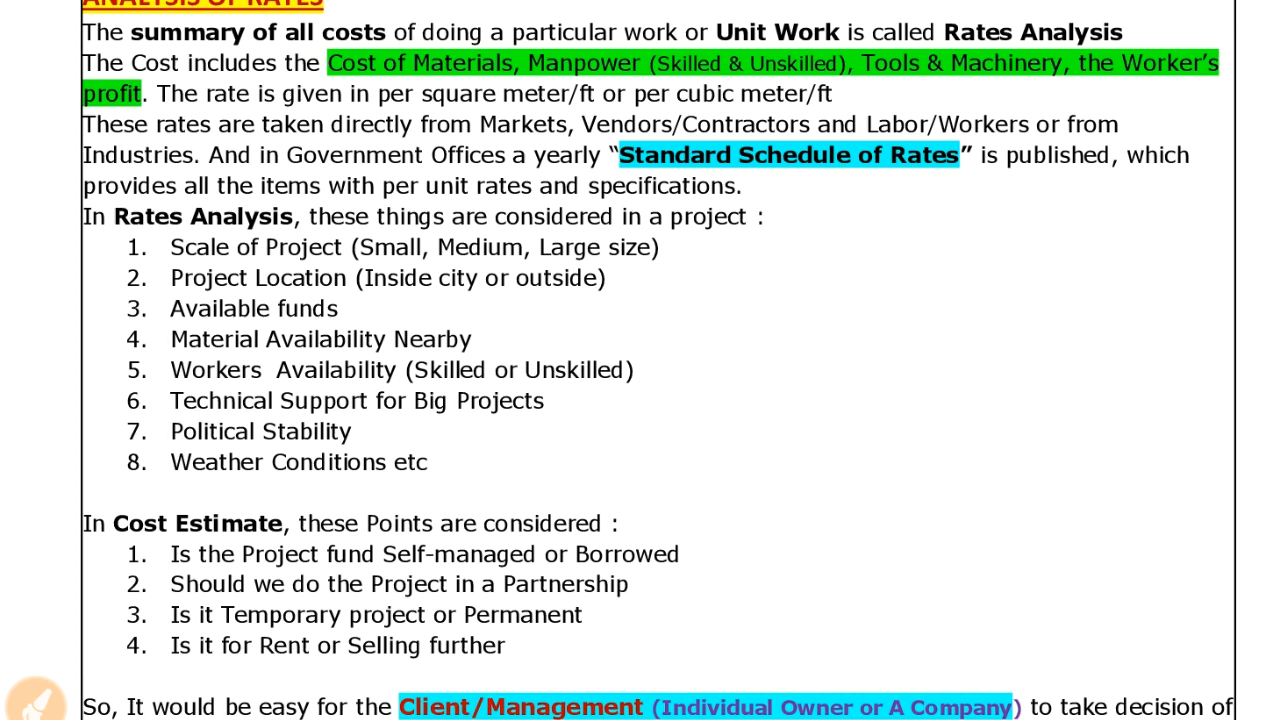 ANALYSIS OF RATES
The summary of all costs of doing a particular work or Unit Work is called Rates Analysis
The Cost includes the Cost of Materials, Manpower (Skilled & Unskilled), Tools & Machinery, the Worker’s
profit. The rate is given in per square meter/ft or per cubic meter/ft
These rates are taken directly from Markets, Vendors/Contractors and Labor/Workers or from
Industries. And in Government Offices a yearly “Standard Schedule of Rates” is published, which
provides all the items with per unit rates and specifications.
In Rates Analysis, these things are considered in a project :
1. Scale of Project (Small, Medium, Large size)
2. Project Location (Inside city or outside)
3. Available funds
4. Material Availability Nearby
5. Workers  Availability (Skilled or Unskilled)
6. Technical Support for Big Projects
7. Political Stability
8. Weather Conditions etc
In Cost Estimate, these Points are considered :
1. Is the Project fund Self-managed or Borrowed
2. Should we do the Project in a Partnership
3. Is it Temporary project or Permanent
4. Is it for Rent or Selling further
So, It would be easy for the Client/Management (Individual Owner or A Company) to take decision of